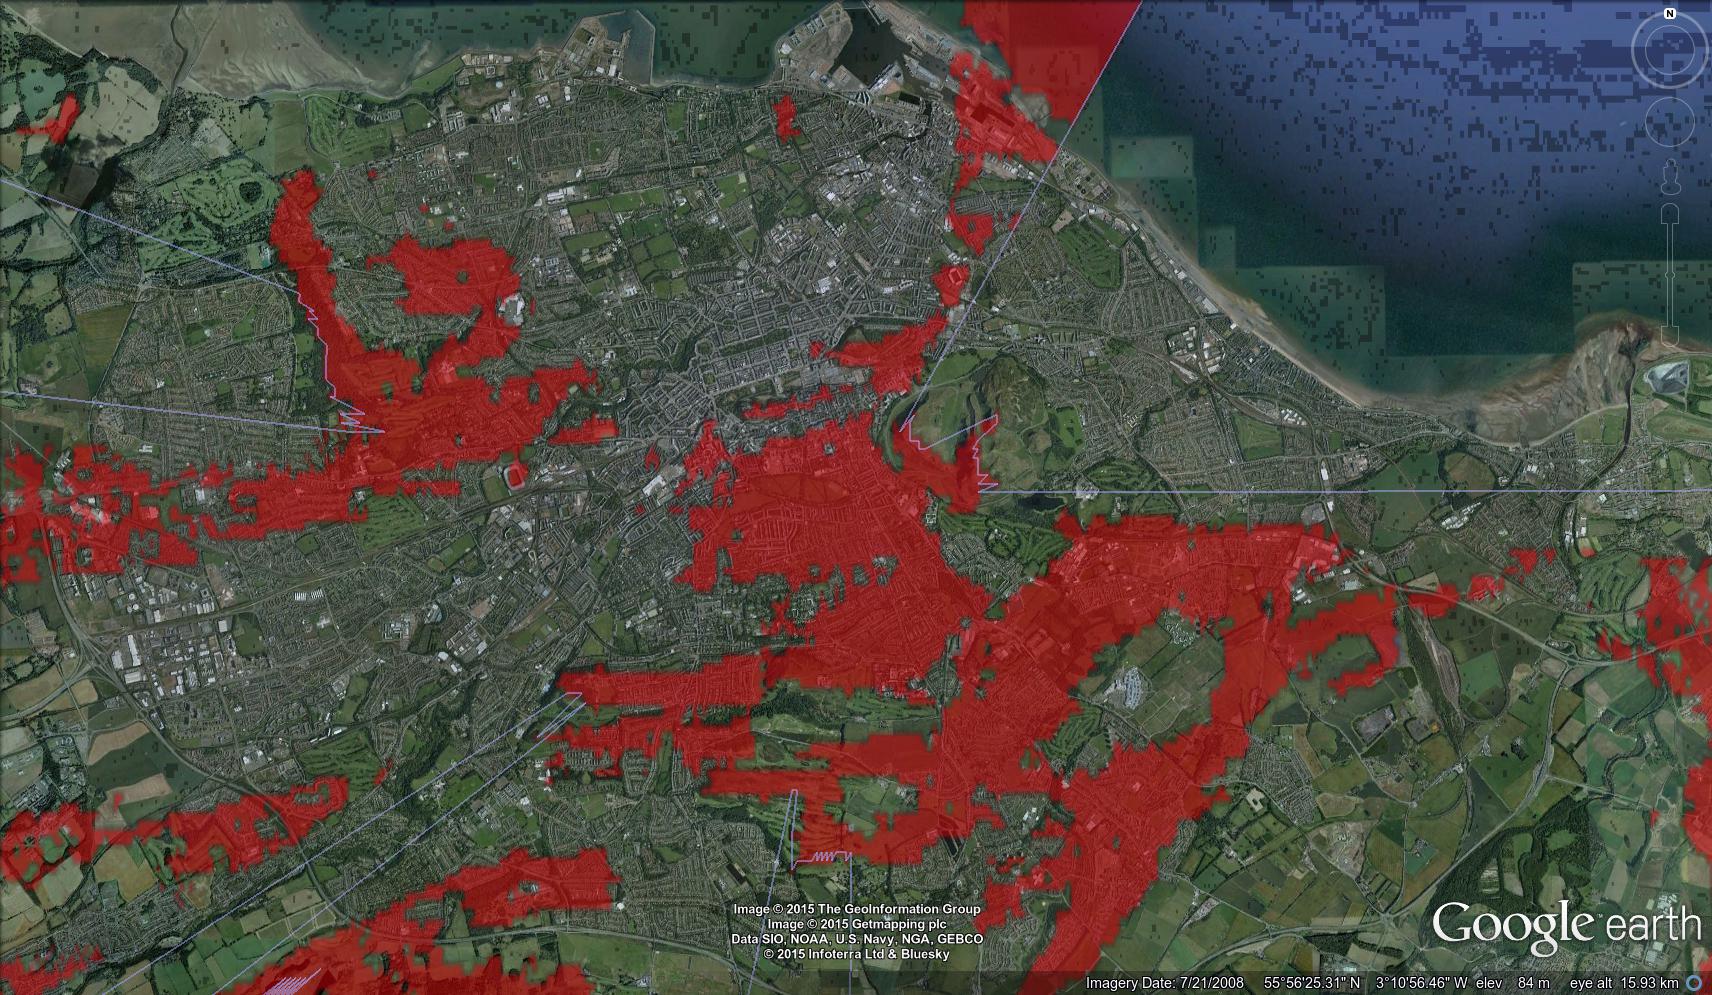 N
Image © 2015 The GeoInformation Group
Image © 2015 Getmapping plc
Data SIO, NOAA, U.S. Navy, NGA, GEBCO
© 2015 Infoterra Ltd & Bluesky
Google earth
Imagery Date: 7/21/2008 55°56'25.31" N 3°10'56.46" W elev 84 m eye alt 15.93 km